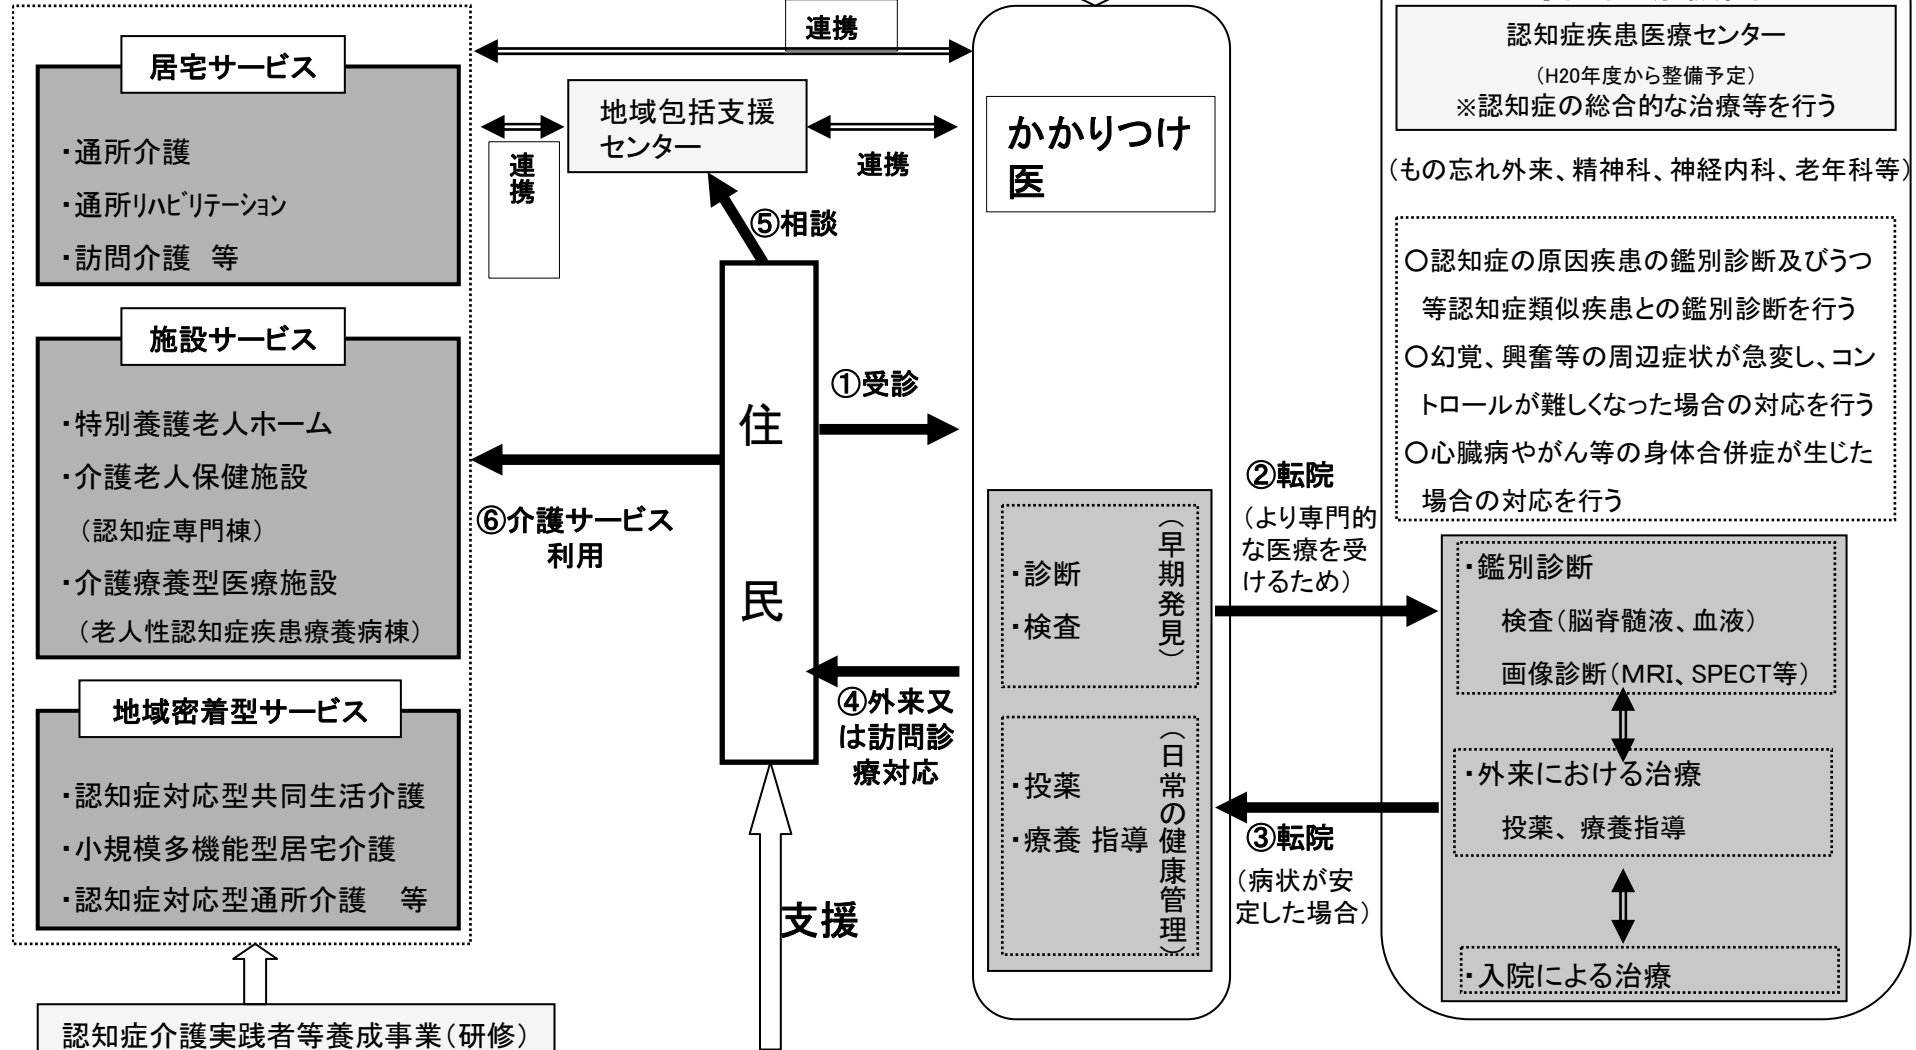 居宅サービス
・通所介護
・通所ﾘﾊﾋﾞﾘﾃｰｼｮﾝ
・訪問介護 等
施設サービス
・特別養護老人ホーム
・介護老人保健施設
（認知症専門棟）
・介護療養型医療施設
（老人性認知症疾患療養病棟）
地域密着型サービス
・認知症対応型共同生活介護
・小規模多機能型居宅介護
・認知症対応型通所介護 等
認知症介護実践者等養成事業（研修）
連携
地域包括支援
センター
連携
連携
⑤相談
住民
①受診
⑥介護サービス
利用
④外来又
は訪問診
療対応
支援
かかりつけ
医
・診断
・検査
（早期発見）
・投薬
・療養 指導
（日常の健康管理）
②転院
（より専門的
な医療を受
けるため）
③転院
（病状が安
定した場合）
認知症疾患医療センター
（H20年度から整備予定）
※認知症の総合的な治療等を行う
（もの忘れ外来、精神科、神経内科、老年科等）
○認知症の原因疾患の鑑別診断及びうつ
等認知症類似疾患との鑑別診断を行う
○幻覚、興奮等の周辺症状が急変し、コン
トロールが難しくなった場合の対応を行う
○心臓病やがん等の身体合併症が生じた
場合の対応を行う
・鑑別診断
検査（脳脊髄液、血液）
画像診断（MRI、SPECT等）
・外来における治療
投薬、療養指導
・入院による治療